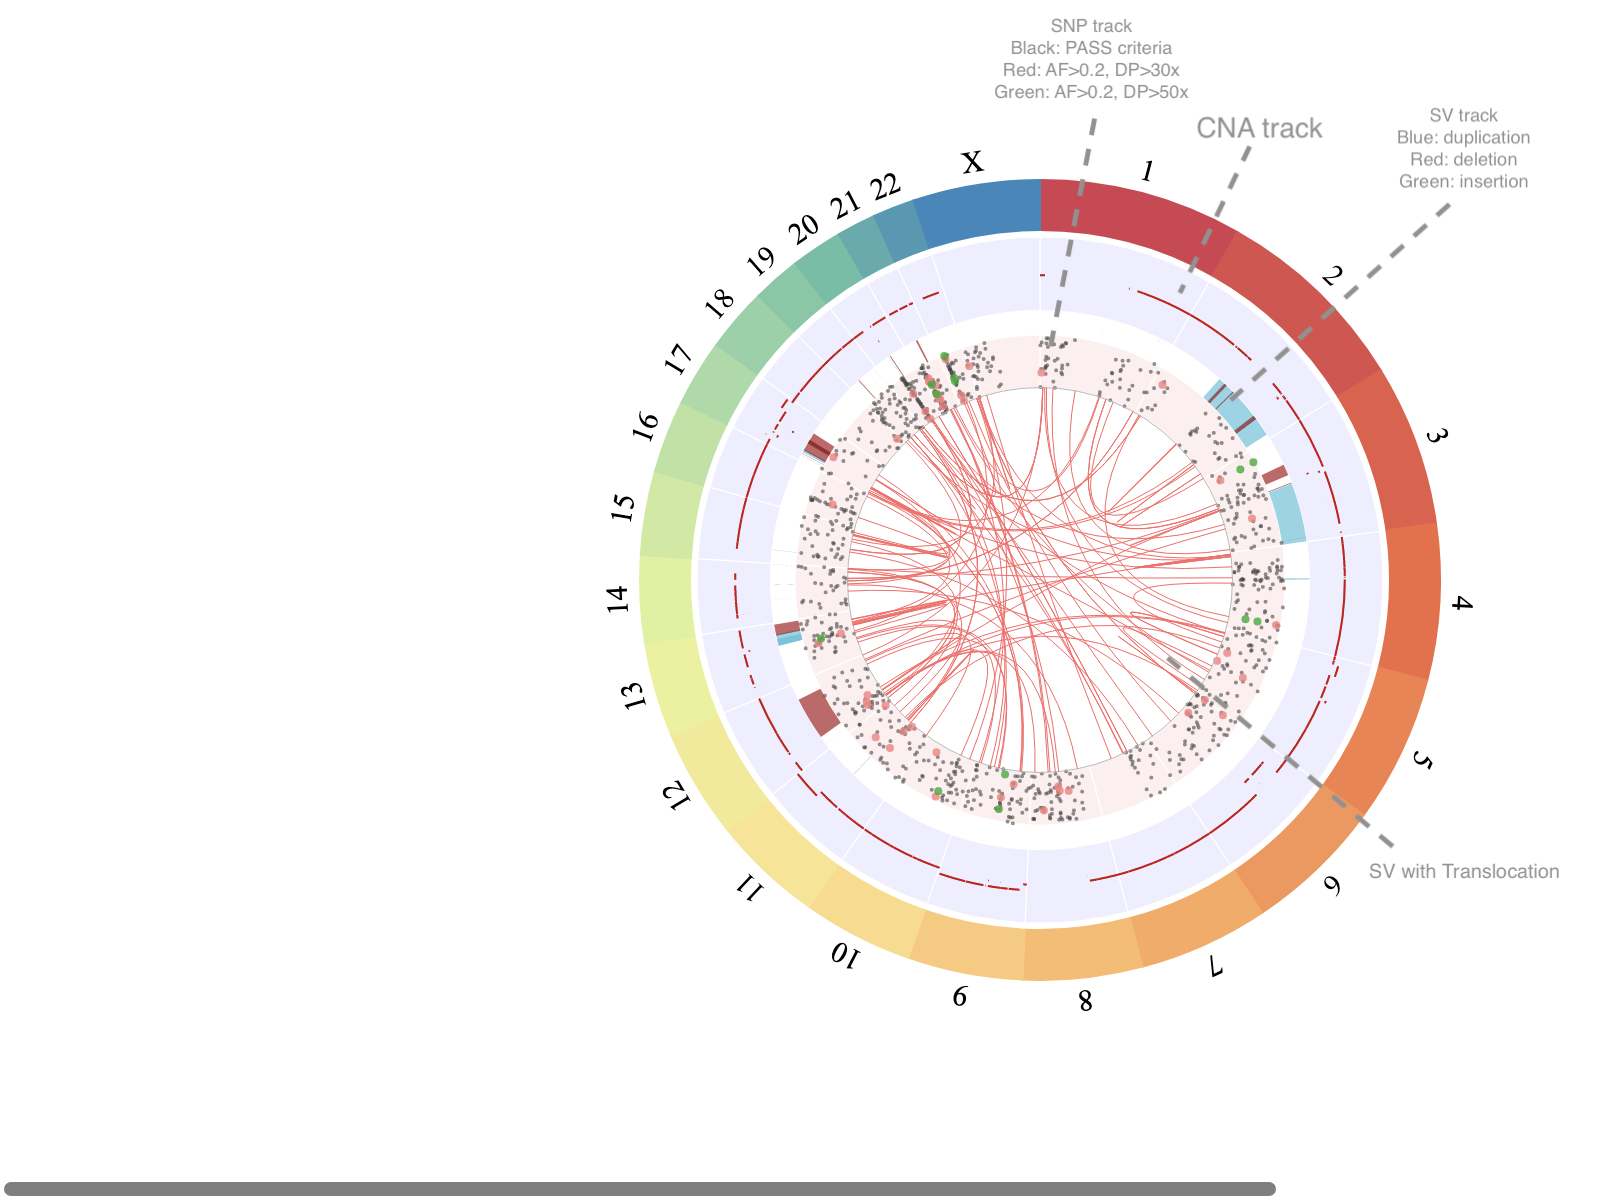 SNP track
Black: PASS criteria
Red: AF>0.2, DP>30x
Green: AF>0.2, DP>50x
CNA track
SV track
Blue: duplication
Red: deletion
Green: insertion
X
1
2
3
4
5
6
7
8
9
10
11
12
13
14
15
16
17
18
19
20
21
22
SV with Translocation